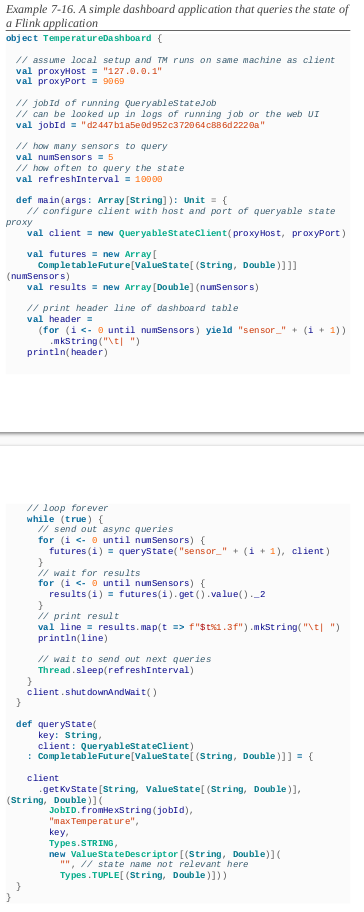 Example 7-16. A simple dashboard application that queries the state of
a Flink application
object TemperatureDashboard {
// assume local setup and TM runs on same machine as client
val proxyHost = "127.0.0.1"
val proxyPort = 9069
// jobId of running QueryableStateJob
// can be looked up in logs of running job or the web UI
val jobId = "d2447b1a5e0d952c372064c886d2220a"
// how many sensors to query
val numSensors = 5
// how often to query the state
val refreshInterval = 10000
def main(args: Array[String]): Unit = {
// configure client with host and port of queryable state
proxy
val client = new QueryableStateClient(proxyHost, proxyPort)
val futures = new Array[
CompletableFuture[ValueState[(String, Double)]]]
(numSensors)
val results = new Array[Double](numSensors)
// print header line of dashboard table
val header =
(for (i <- 0 until numSensors) yield "sensor_" + (i + 1))
.mkString("\t| ")
println(header)
// loop forever
while (true) {
// send out async queries
for (i <- 0 until numSensors) {
futures(i) = queryState("sensor_" + (i + 1), client)
}
// wait for results
for (i <- 0 until numSensors) {
results(i) = futures(i).get().value()._2
}
// print result
val line = results.map(t => f"$t%1.3f").mkString("\t| ")
println(line)
// wait to send out next queries
Thread.sleep(refreshInterval)
}
client.shutdownAndWait()
}
def queryState(
key: String,
client: QueryableStateClient)
: CompletableFuture[ValueState[(String, Double)]] = {
client
.getKvState[String, ValueState[(String, Double)],
(String, Double)](
JobID.fromHexString(jobId),
"maxTemperature",
key,
Types.STRING,
new ValueStateDescriptor[(String, Double)](
"", // state name not relevant here
Types.TUPLE[(String, Double)]))
}
}